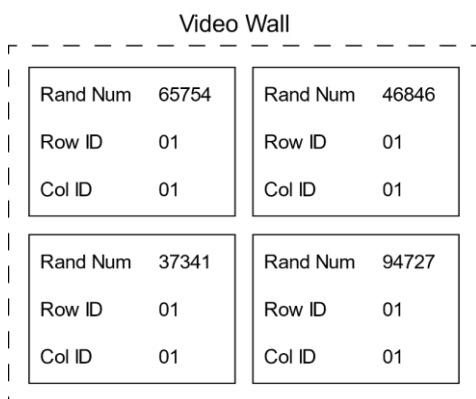 Video Wall
Rand Num 65754
Row ID 01
Col ID 01
Rand Num 46846
Row ID 01
Col ID 01
Rand Num 37341
Row ID 01
Col ID 01
Rand Num 94727
Row ID 01
Col ID 01